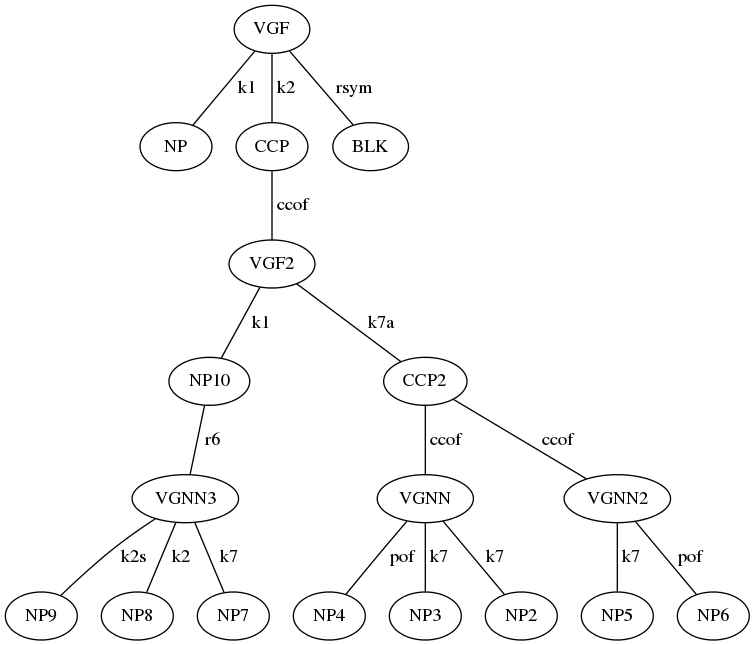 VGF
k1 k2 rsym
NP CCP BLK
ccof
VGF2
k1 k7a
NP10 CCP2
r6 ccof ccof
VGNN3 VGNN VGNN2
k2s k2 k7 pof k7 k7 k7 pof
NP9 NP8 NP7 NP4 NP3 NP2 NP5 NP6